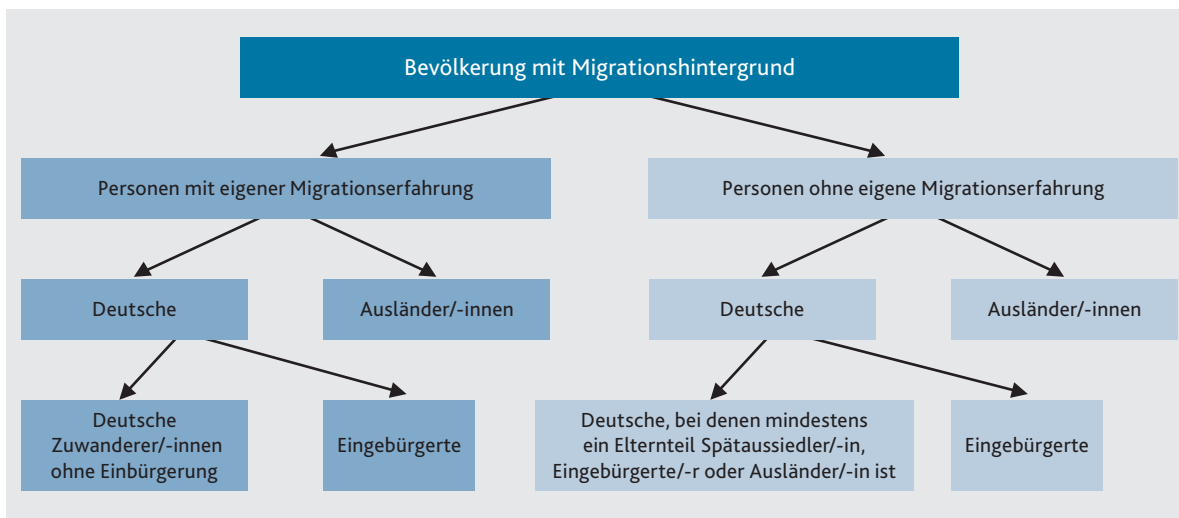 Bevölkerung mit Migrationshintergrund
Personen mit eigener Migrationserfahrung
Personen ohne eigene Migrationserfahrung
Deutsche
Ausländer/-innen
Deutsche
Ausländer/-innen
Deutsche
Zuwanderer/-innen
ohne Einbürgerung
Eingebürgerte
Deutsche, bei denen mindestens
ein Elternteil Spätaussiedler/-in,
Eingebürgerte/-r oder Ausländer/-in ist
Eingebürgerte